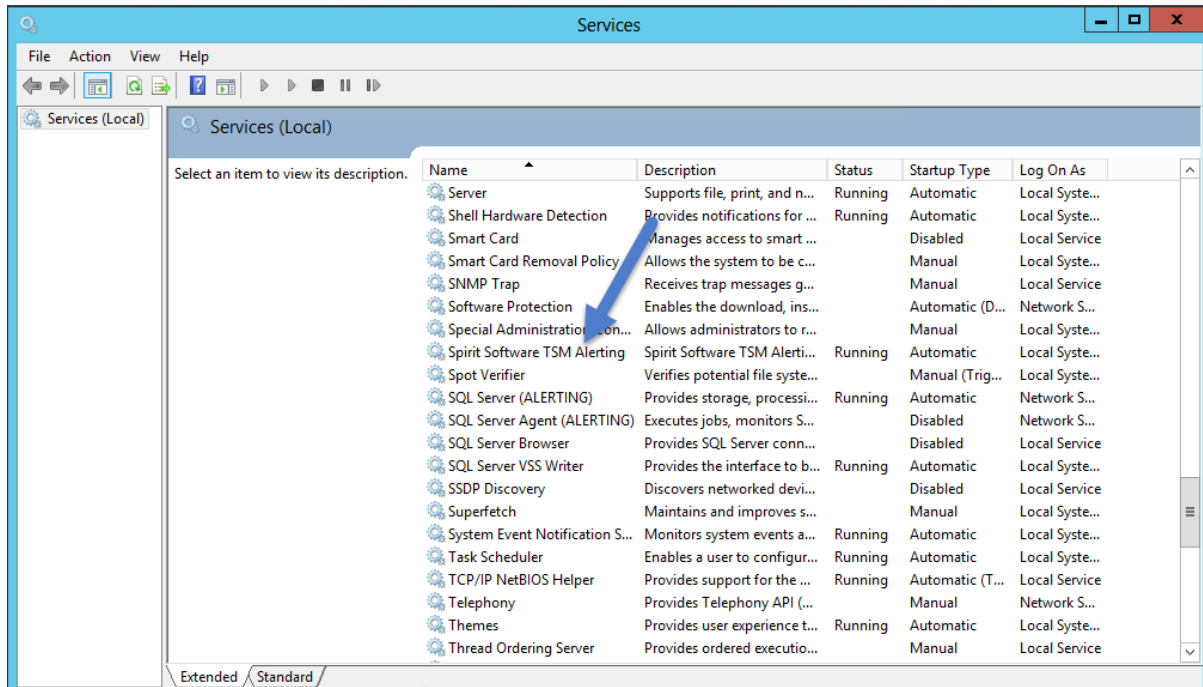 Services
File Action View Help
Services (Local)
Services (Local)
Select an item to view its description.
Name Description Status Startup Type Log On As
Server Supports file, print, and n... Running Automatic Local Syste...
Shell Hardware Detection Provides notifications for ... Running Automatic Local Syste...
Smart Card Manages access to smart ... Disabled Local Service
Smart Card Removal Policy Allows the system to be c... Manual Local Syste...
SNMP Trap Receives trap messages g... Manual Local Service
Software Protection Enables the download, ins... Automatic (D... Network S...
Special Administration Con... Allows administrators to r... Manual Local Syste...
Spirit Software TSM Alerting Spirit Software TSM Alerti... Running Automatic Local Syste...
Spot Verifier Verifies potential file syste... Manual (Trig... Local Syste...
SQL Server (ALERTING) Provides storage, processi... Running Automatic Network S...
SQL Server Agent (ALERTING) Executes jobs, monitors S... Disabled Network S...
SQL Server Browser Provides SQL Server conn... Disabled Local Service
SQL Server VSS Writer Provides the interface to b... Running Automatic Local Syste...
SSDP Discovery Discovers networked devi... Disabled Local Service
Superfetch Maintains and improves s... Manual Local Syste...
System Event Notification S... Monitors system events a... Running Automatic Local Syste...
Task Scheduler Enables a user to configur... Running Automatic Local Syste...
TCP/IP NetBIOS Helper Provides support for the ... Running Automatic (T... Local Service
Telephony Provides Telephony API (... Manual Network S...
Themes Provides user experience t... Running Automatic Local Syste...
Thread Ordering Server Provides ordered executio... Manual Local Service
Extended Standard